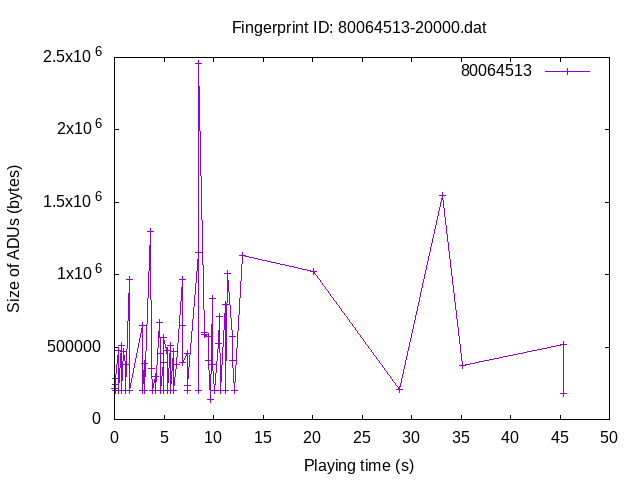 Fingerprint ID: 80064513-20000.dat
80064513
2.5x10 6
2x10 6
1.5x10 6
1x10 6
500000
0
Size of ADUs (bytes)
0 5 10 15 20 25 30 35 40 45 50
Playing time (s)